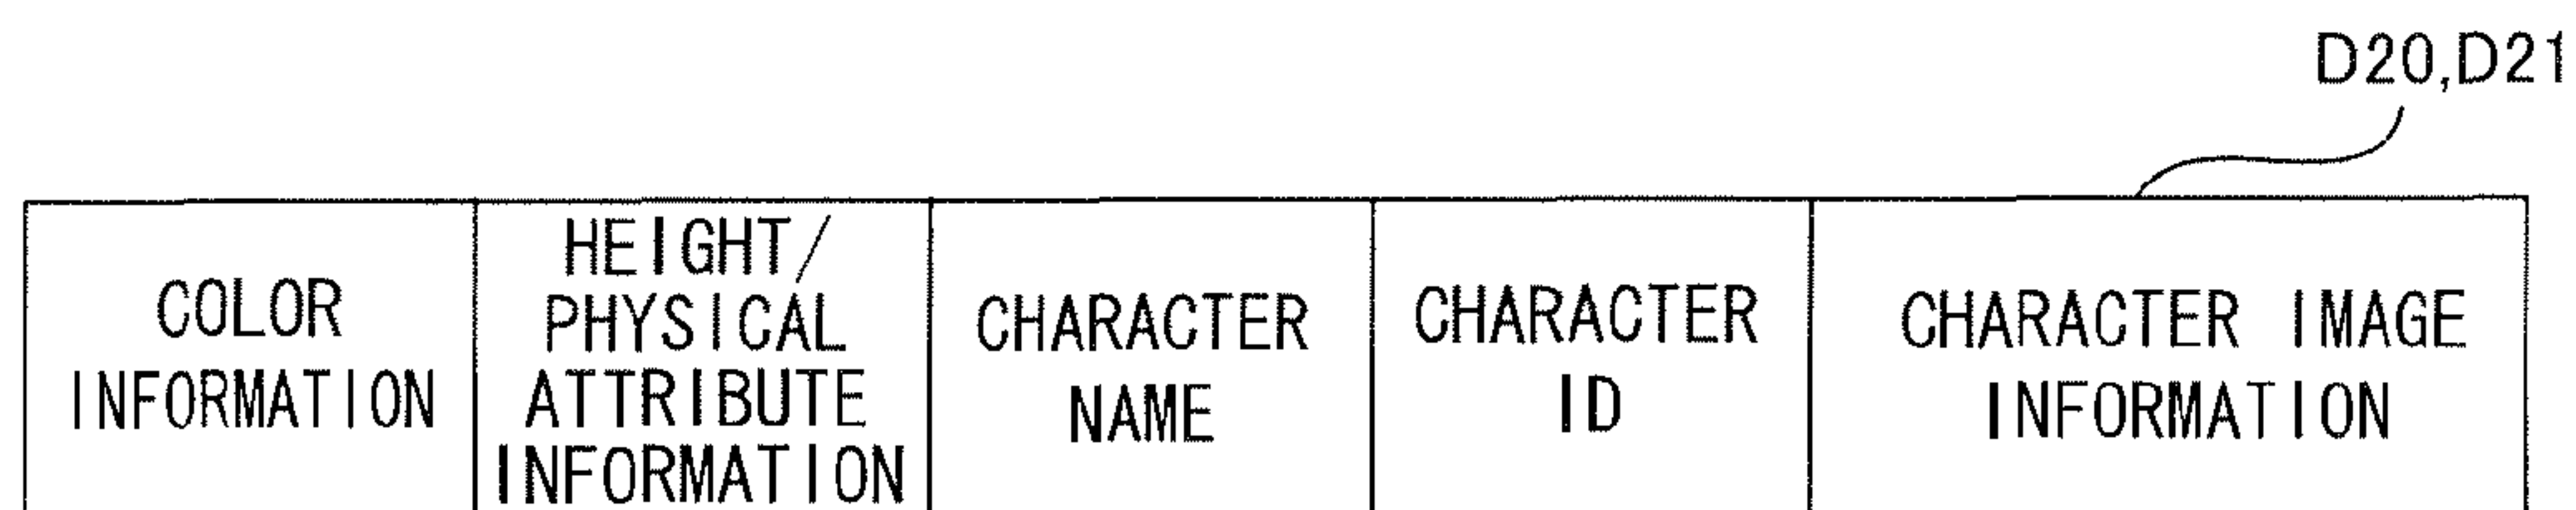 D20,D21
COLOR
INFORMATION
HEIGHT/
PHYSICAL
ATTRIBUTE
INFORMATION
CHARACTER
NAME
CHARACTER
ID
CHARACTER IMAGE
INFORMATION